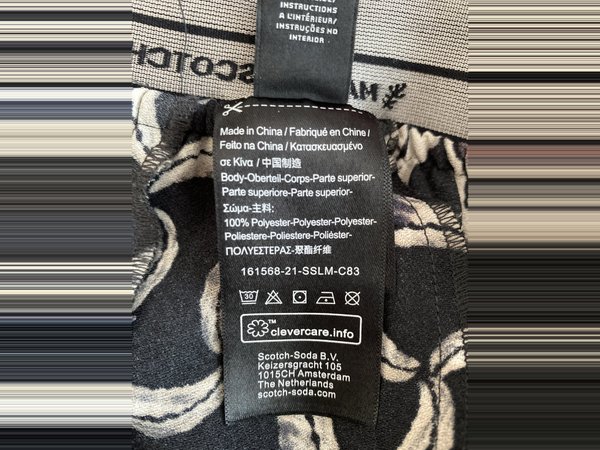 INSTRUCTIONS
A L'INTÉRIEUR/
INSTRUÇÕES NO
INTERIOR
SCOTCH
Made in China / Fabriqué en Chine /
Feito na China / Κατασκευασμένο
σε Κίνα / 中国制造
Body-Oberteil-Corps-Parte superior-
Parte superiore-Parte superior-
Σώμα-主料:
100% Polyester-Polyester-Polyester-
Poliestere-Poliestere-Poliéster-
ΠΟΛΥΕΣΤΕΡΑΣ-聚酯纤维
161568-21-SSLM-C83
30
™
clevercare.info
Scotch-Soda B.V.
Keizersgracht 105
1015CH Amsterdam
The Netherlands
scotch-soda.com